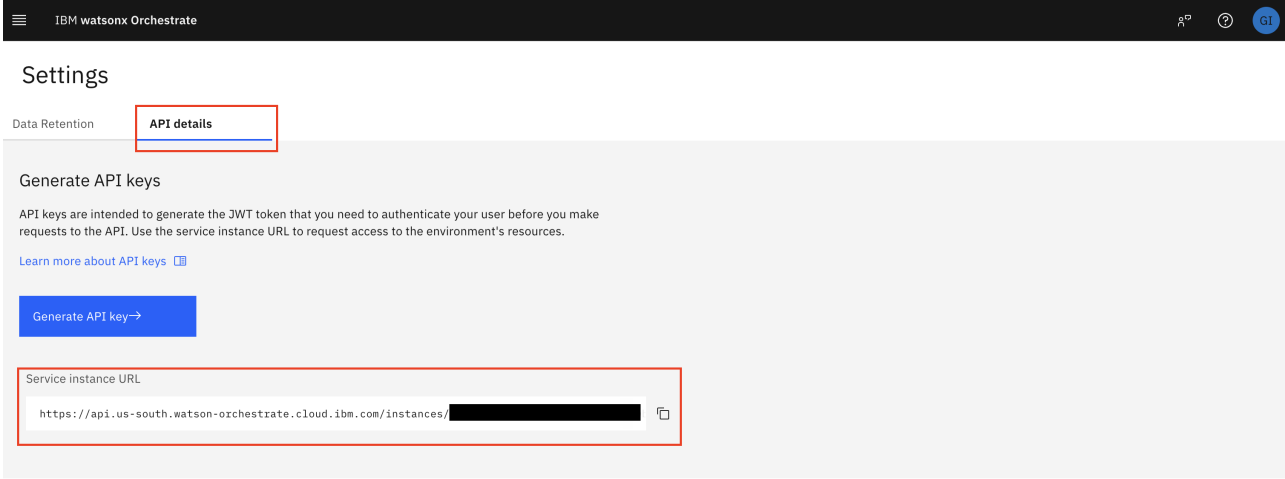 IBM watsonx Orchestrate
GI
Settings
Data Retention
API details
Generate API keys
API keys are intended to generate the JWT token that you need to authenticate your user before you make
requests to the API. Use the service instance URL to request access to the environment's resources.
Learn more about API keys
Generate API key→
Service instance URL
https://api.us-south.watson-orchestrate.cloud.ibm.com/instances/